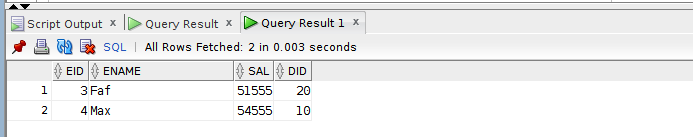 Script Output x Query Result x Query Result 1 x
SQL | All Rows Fetched: 2 in 0.003 seconds
EID ENAME SAL DID
1 3 Faf 51555 20
2 4 Max 54555 10